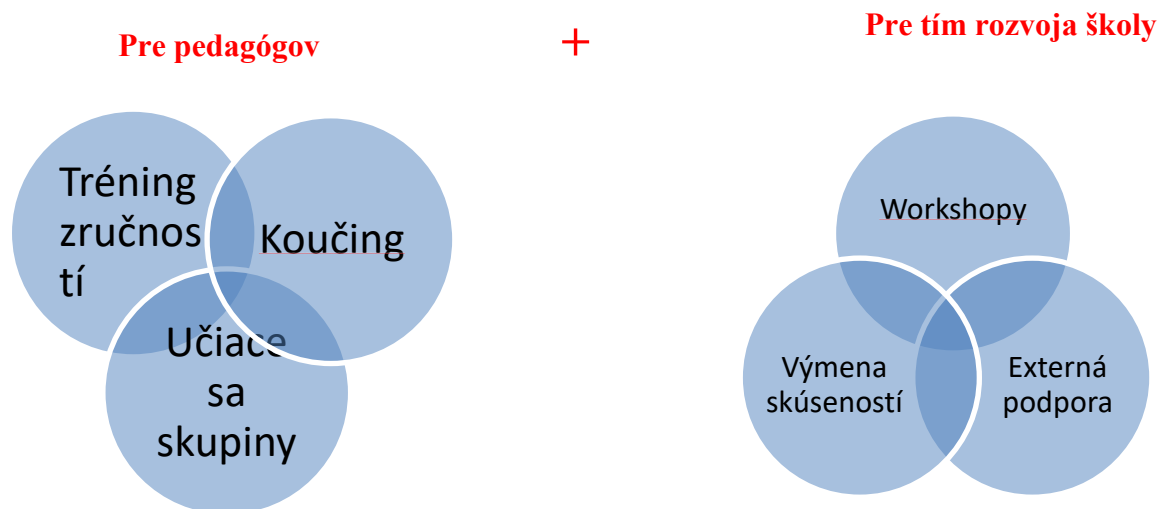 Pre pedagógov
+
Pre tím rozvoja školy
Tréning
zručnos
tí
Koučing
Učiace
sa
skupiny
Workshopy
Výmena
skúseností
Externá
podpora